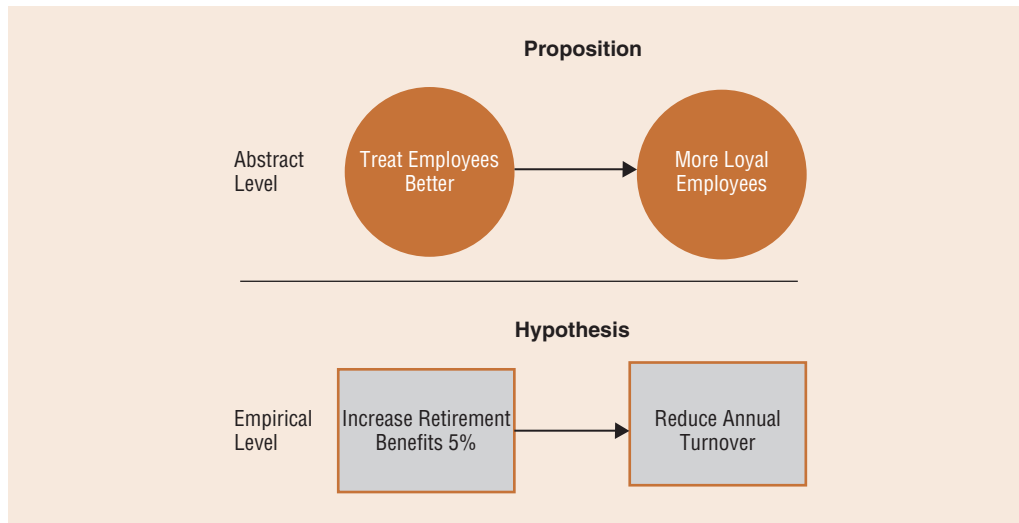 Proposition
Abstract
Level
Treat Employees
Better
More Loyal
Employees
Hypothesis
Empirical
Level
Increase Retirement
Benefits 5%
Reduce Annual
Turnover